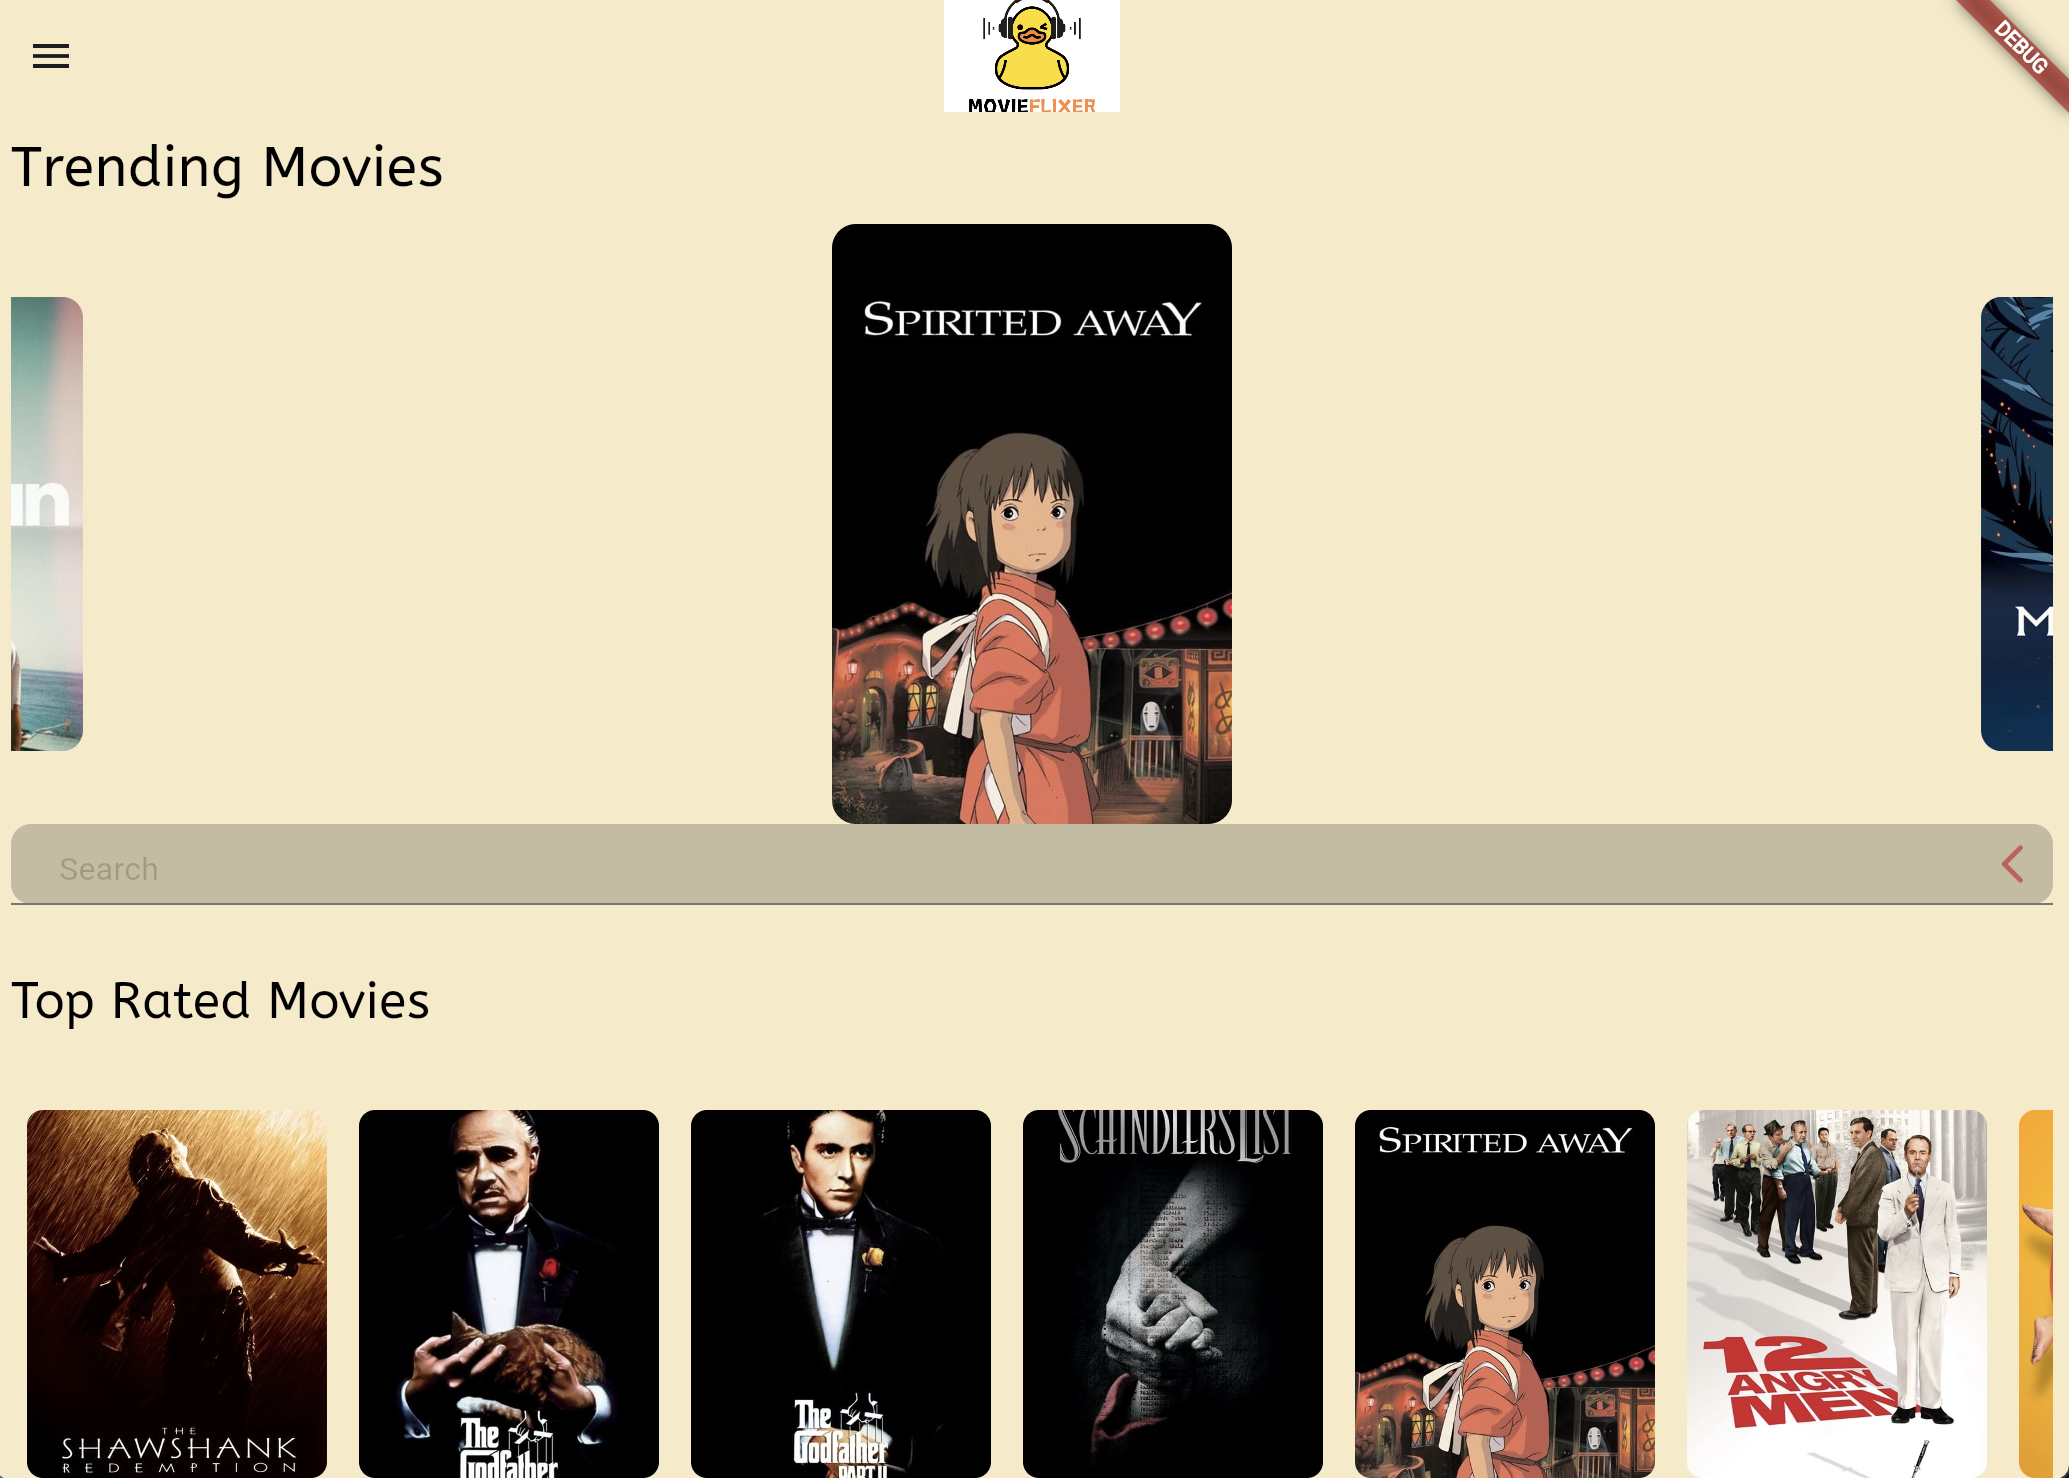 MOVIEFLIXER
DEBUG
Trending Movies
SPIRITED AWAY
un
M
Search
Top Rated Movies
THE
SHAWSHANK
REDEMPTION
The
Godfather
The
Godfather
PART II
SCHINDLER'S LIST
SPIRITED AWAY
12
ANGRY
MEN